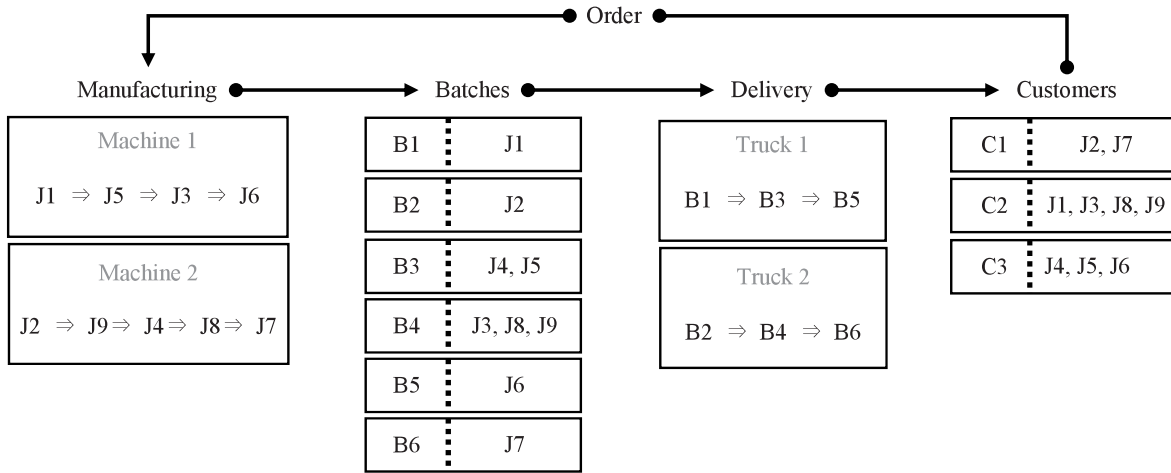 Order
Manufacturing Batches Delivery Customers
Machine 1
J1 ⇒ J5 ⇒ J3 ⇒ J6
Machine 2
J2 ⇒ J9 ⇒ J4 ⇒ J8 ⇒ J7
B1 J1
B2 J2
B3 J4, J5
B4 J3, J8, J9
B5 J6
B6 J7
Truck 1
B1 ⇒ B3 ⇒ B5
Truck 2
B2 ⇒ B4 ⇒ B6
C1 J2, J7
C2 J1, J3, J8, J9
C3 J4, J5, J6